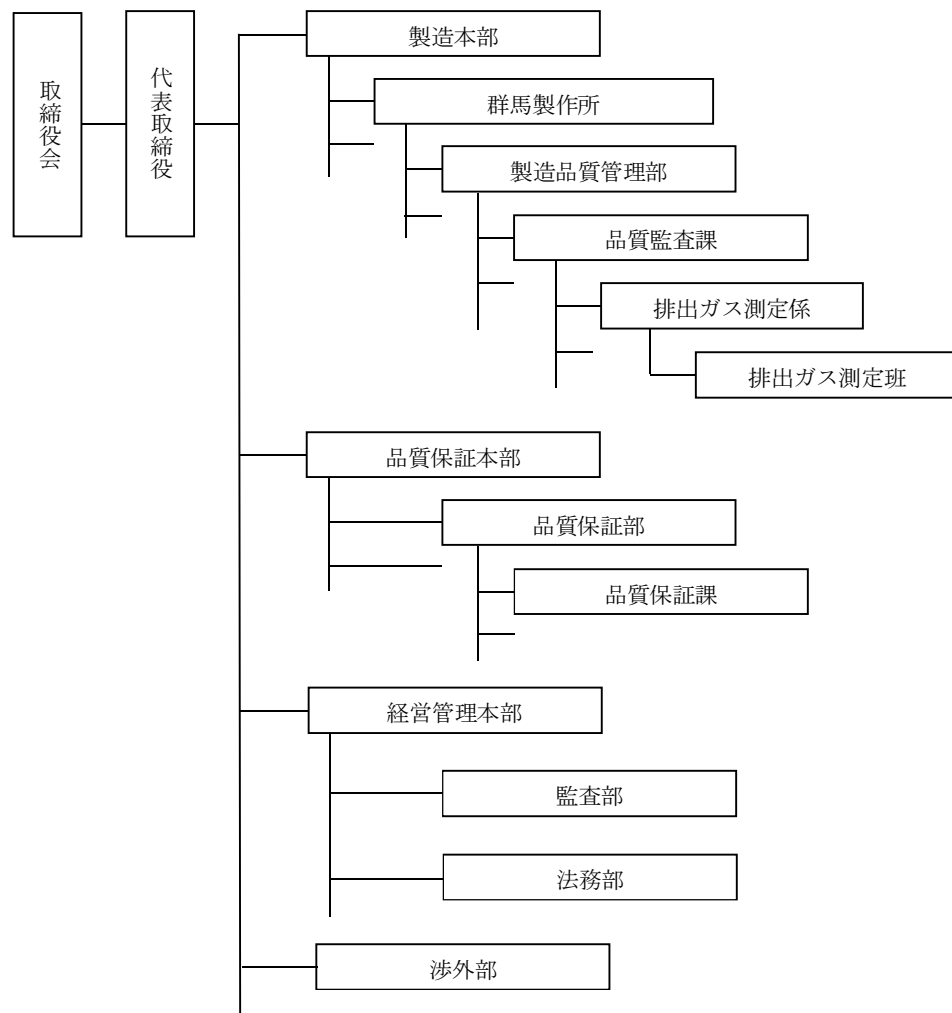 取締役会
代表取締役
製造本部
群馬製作所
製造品質管理部
品質監査課
排出ガス測定係
排出ガス測定班
品質保証本部
品質保証部
品質保証課
経営管理本部
監査部
法務部
渉外部